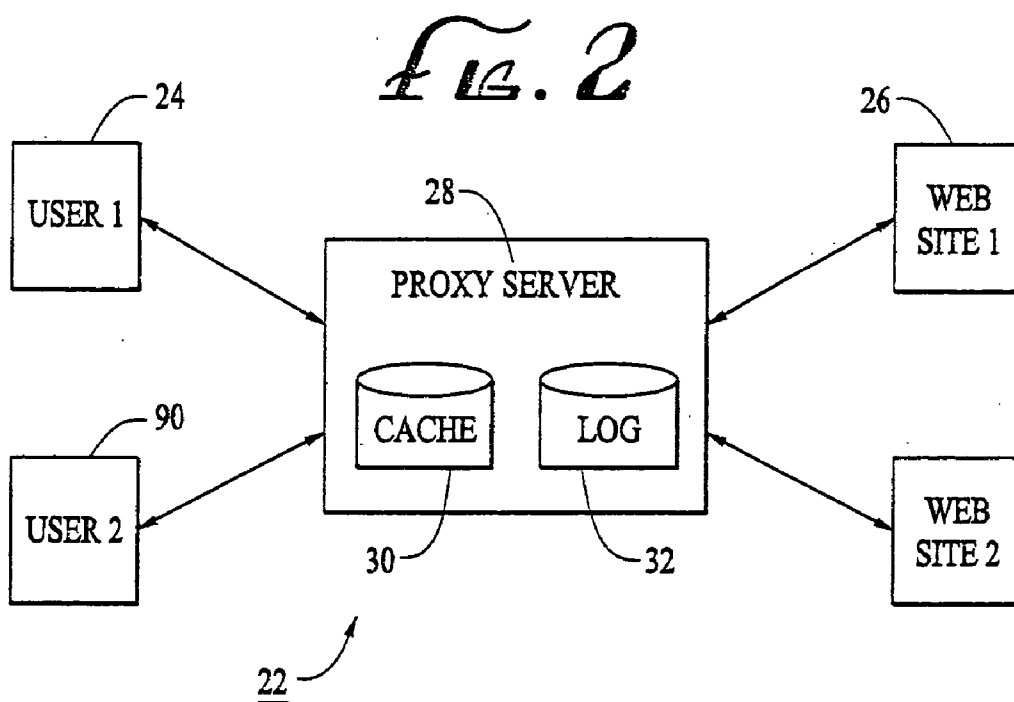 FIG. 2
24
26
USER 1
28
WEB
SITE 1
PROXY SERVER
90
CACHE
LOG
USER 2
30
32
WEB
SITE 2
22